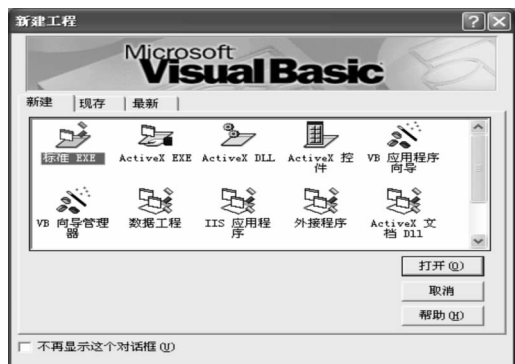 新建工程
Microsoft
Visual Basic
新建 现存 最新
标准 EXE ActiveX EXE ActiveX DLL ActiveX 控件 VB 应用程序向导
VB 向导管理器 数据工程 IIS 应用程序 外接程序 ActiveX 文档 Dll
打开(O)
取消
帮助(H)
不再显示这个对话框(U)